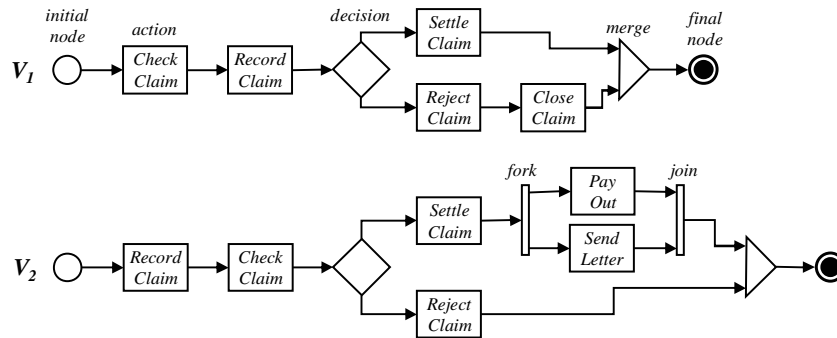 initial
node
action
decision
merge
final
node
V1
Check
Claim
Record
Claim
Settle
Claim
Reject
Claim
Close
Claim
fork
join
V2
Record
Claim
Check
Claim
Settle
Claim
Pay
Out
Send
Letter
Reject
Claim